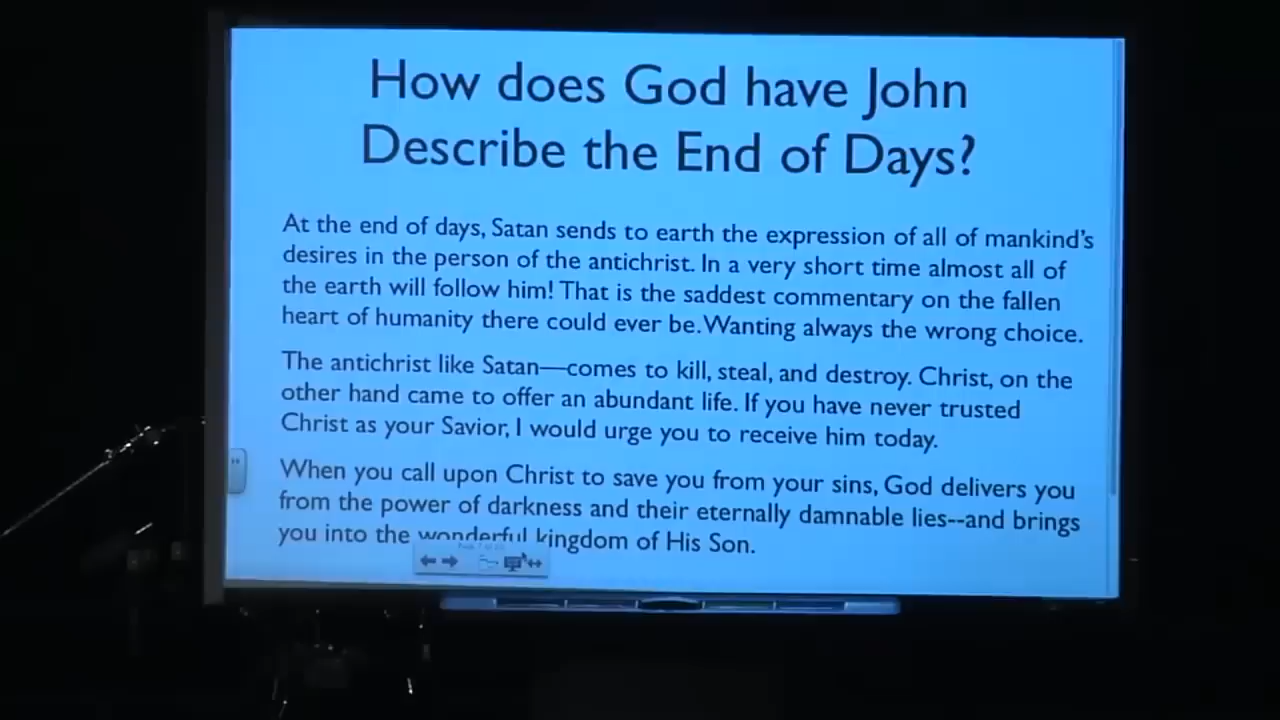 How does God have John
Describe the End of Days?
At the end of days, Satan sends to earth the expression of all of mankind's
desires in the person of the antichrist. In a very short time almost all of
the earth will follow him! That is the saddest commentary on the fallen
heart of humanity there could ever be. Wanting always the wrong choice.
The antichrist like Satan—comes to kill, steal, and destroy. Christ, on the
other hand came to offer an abundant life. If you have never trusted
Christ as your Savior, I would urge you to receive him today.
When you call upon Christ to save you from your sins, God delivers you
from the power of darkness and their eternally damnable lies--and brings
you into the wonderful kingdom of His Son.